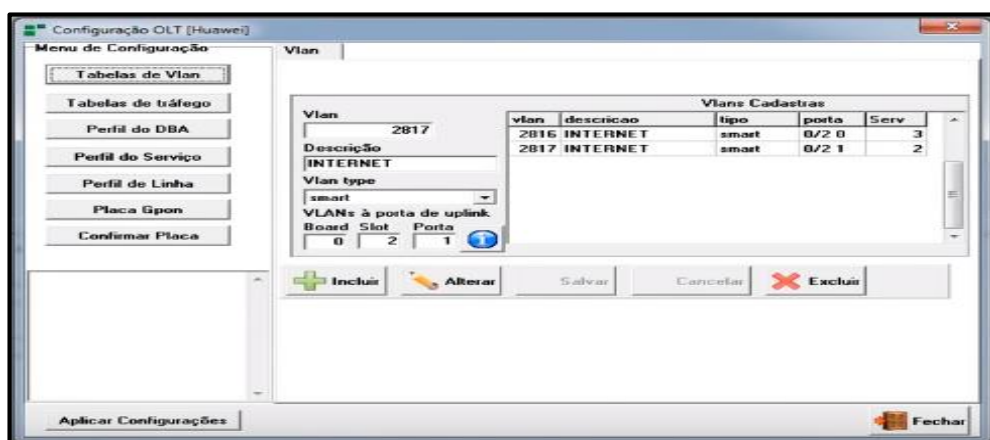 Configuração OLT [Huawei]
Menu de Configuração
Tabelas de Vlan
Tabelas de tráfego
Perfil do DBA
Perfil do Serviço
Perfil de Linha
Placa Gpon
Confirmar Placa
Vlan
Vlan
2817
Descrição
INTERNET
Vlan type
smart
VLANs à porta de uplink
Board Slot Porta
0 2 1
Vlans Cadastras
vlan descricao tipo porta Serv
2816 INTERNET smart 0/2 0 3
2817 INTERNET smart 0/2 1 2
Incluir Alterar Salvar Cancelar Excluir
Aplicar Configurações
Fechar